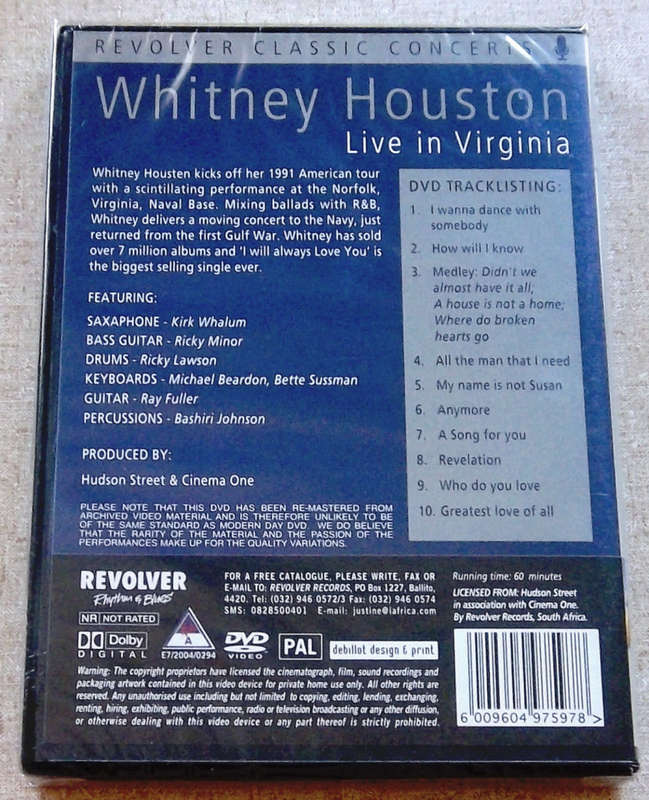 REVOLVER CLASSIC CONCERTS
Whitney Houston
Live in Virginia
Whitney Housten kicks off her 1991 American tour
with a scintillating performance at the Norfolk,
Virginia, Naval Base. Mixing ballads with R&B,
Whitney delivers a moving concert to the Navy, just
returned from the first Gulf War. Whitney has sold
over 7 million albums and 'I will always Love You' is
the biggest selling single ever.
FEATURING:
SAXAPHONE - Kirk Whalum
BASS GUITAR - Ricky Minor
DRUMS - Ricky Lawson
KEYBOARDS - Michael Beardon, Bette Sussman
GUITAR - Ray Fuller
PERCUSSIONS - Bashiri Johnson
PRODUCED BY:
Hudson Street & Cinema One
PLEASE NOTE THAT THIS DVD HAS BEEN RE-MASTERED FROM
ARCHIVED VIDEO MATERIAL AND IS THEREFORE UNLIKELY TO BE
OF THE SAME STANDARD AS MODERN DAY DVD. WE DO BELIEVE
THAT THE RARITY OF THE MATERIAL AND THE PASSION OF THE
PERFORMANCES MAKE UP FOR THE QUALITY VARIATIONS.
DVD TRACKLISTING:
1. I wanna dance with
somebody
2. How will I know
3. Medley: Didn't we
almost have it all;
A house is not a home;
Where do broken
hearts go
4. All the man that I need
5. My name is not Susan
6. Anymore
7. A Song for you
8. Revelation
9. Who do you love
10. Greatest love of all
REVOLVER
Rhythm & Blues
NR NOT RATED
Dolby
DIGITAL
A
E7/2004/0294
DVD
VIDEO
PAL
debillot design & print
FOR A FREE CATALOGUE, PLEASE WRITE, FAX OR
E-MAIL TO: REVOLVER RECORDS, PO Box 1227, Ballito,
4420. Tel: (032) 946 0572/3 Fax: (032) 946 0574
SMS: 0828500401 E-mail: justine@iafrica.com
Running time: 60 minutes
LICENSED FROM: Hudson Street
in association with Cinema One.
By Revolver Records, South Africa.
Warning: The copyright proprietors have licensed the cinematograph, film, sound recordings and
packaging artwork contained in this video device for private home use only. All other rights are
reserved. Any unauthorised use including but not limited to copying, editing, lending, exchanging,
renting, hiring, exhibiting, public performance, radio or television broadcasting or any other diffusion,
or otherwise dealing with this video device or any part thereof is strictly prohibited.
6 009604 975978 >